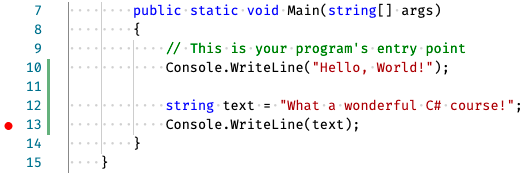 7 public static void Main(string[] args)
8 {
9 // This is your program's entry point
10 Console.WriteLine("Hello, World!");
11
12 string text = "What a wonderful C# course!";
13 Console.WriteLine(text);
14 }
15 }